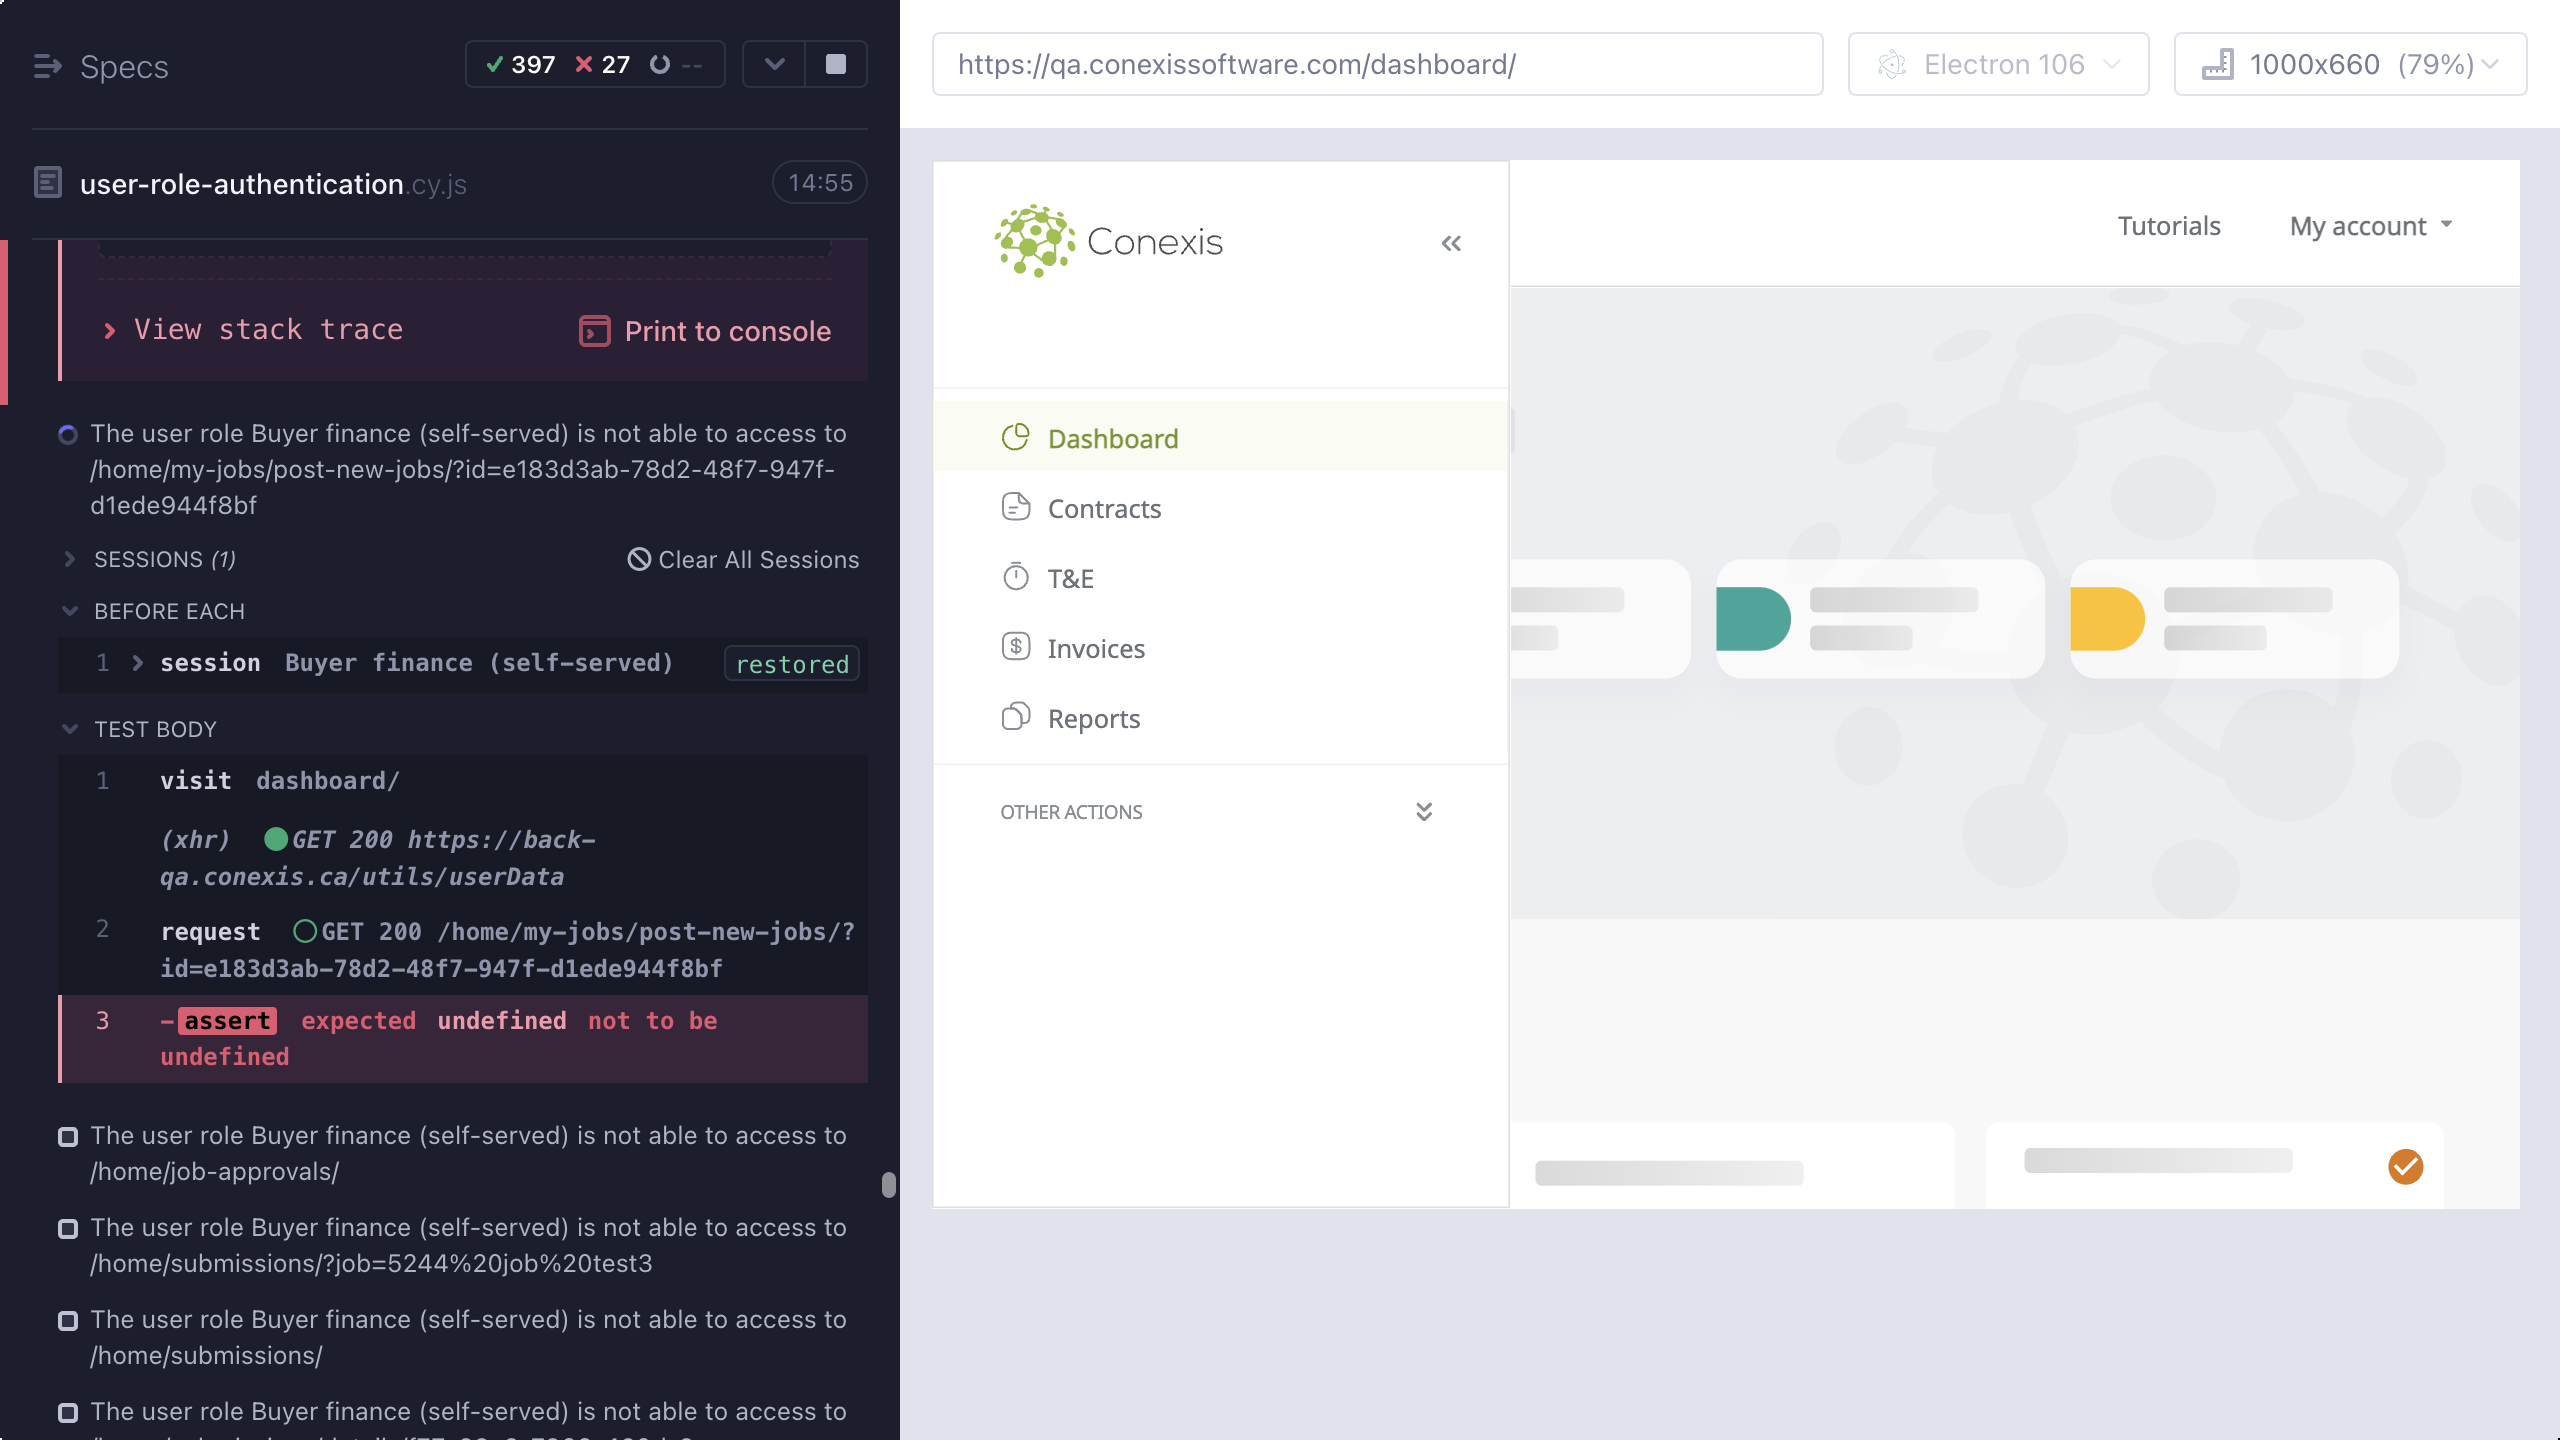 Specs
397
27
--
user-role-authentication.cy.js
14:55
View stack trace
Print to console
The user role Buyer finance (self-served) is not able to access to
/home/my-jobs/post-new-jobs/?id=e183d3ab-78d2-48f7-947f-
d1ede944f8bf
SESSIONS (1)
Clear All Sessions
BEFORE EACH
1 session Buyer finance (self-served) restored
TEST BODY
1 visit dashboard/
(xhr) GET 200 https://back-
qa.conexis.ca/utils/userData
2 request GET 200 /home/my-jobs/post-new-jobs/?
id=e183d3ab-78d2-48f7-947f-d1ede944f8bf
3 -assert expected undefined not to be
undefined
The user role Buyer finance (self-served) is not able to access to
/home/job-approvals/
The user role Buyer finance (self-served) is not able to access to
/home/submissions/?job=5244%20job%20test3
The user role Buyer finance (self-served) is not able to access to
/home/submissions/
The user role Buyer finance (self-served) is not able to access to
https://qa.conexissoftware.com/dashboard/
Electron 106
1000x660 (79%)
Conexis
Tutorials
My account
Dashboard
Contracts
T&E
Invoices
Reports
OTHER ACTIONS